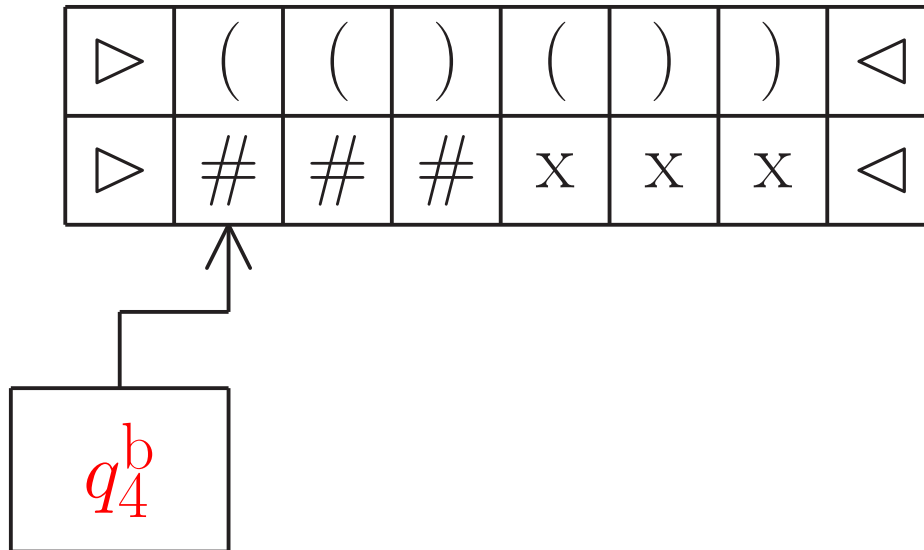 ▷ ( ( ) ( ) ) ◁
▷ # # # x x x ◁
q₄ᵇ